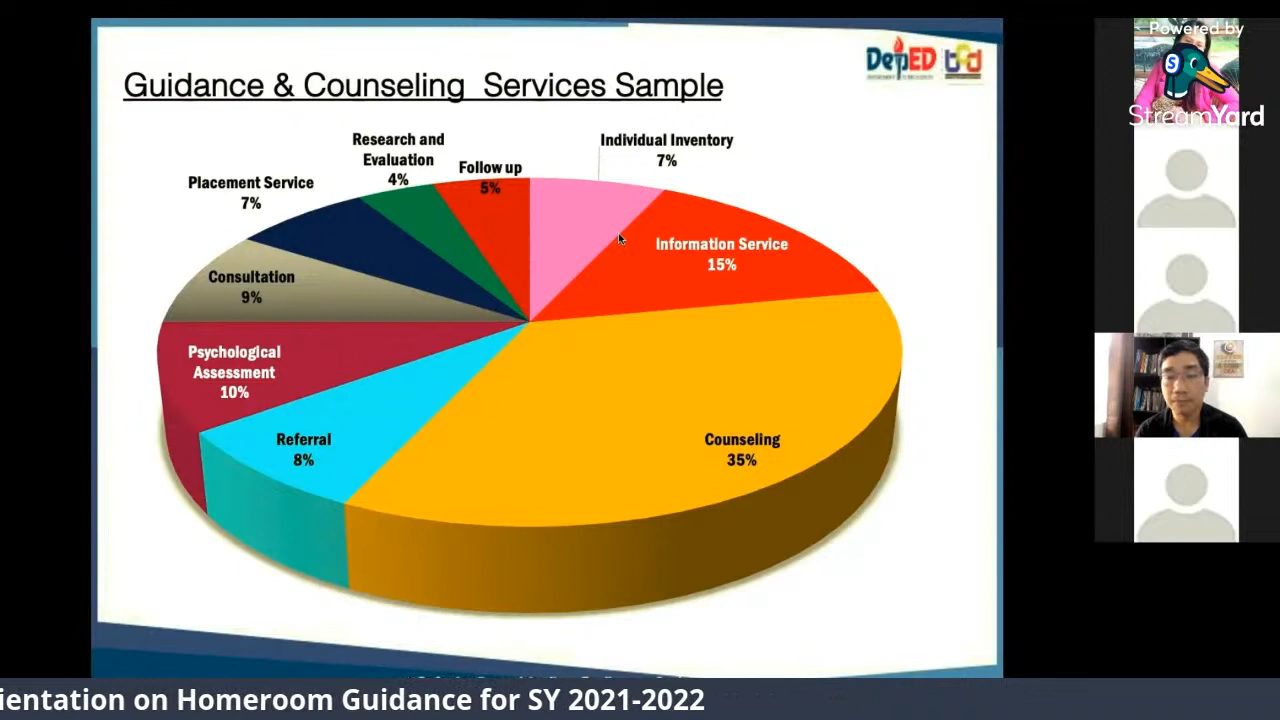 Guidance & Counseling Services Sample
DepED
Powered by
S
StreamYard
Research and
Evaluation
4%
Follow up
5%
Individual Inventory
7%
Placement Service
7%
Information Service
15%
Consultation
9%
Psychologigal
Assessment
10%
Referral
8%
Counseling
35%
ientation on Homeroom Guidance for SY 2021-2022